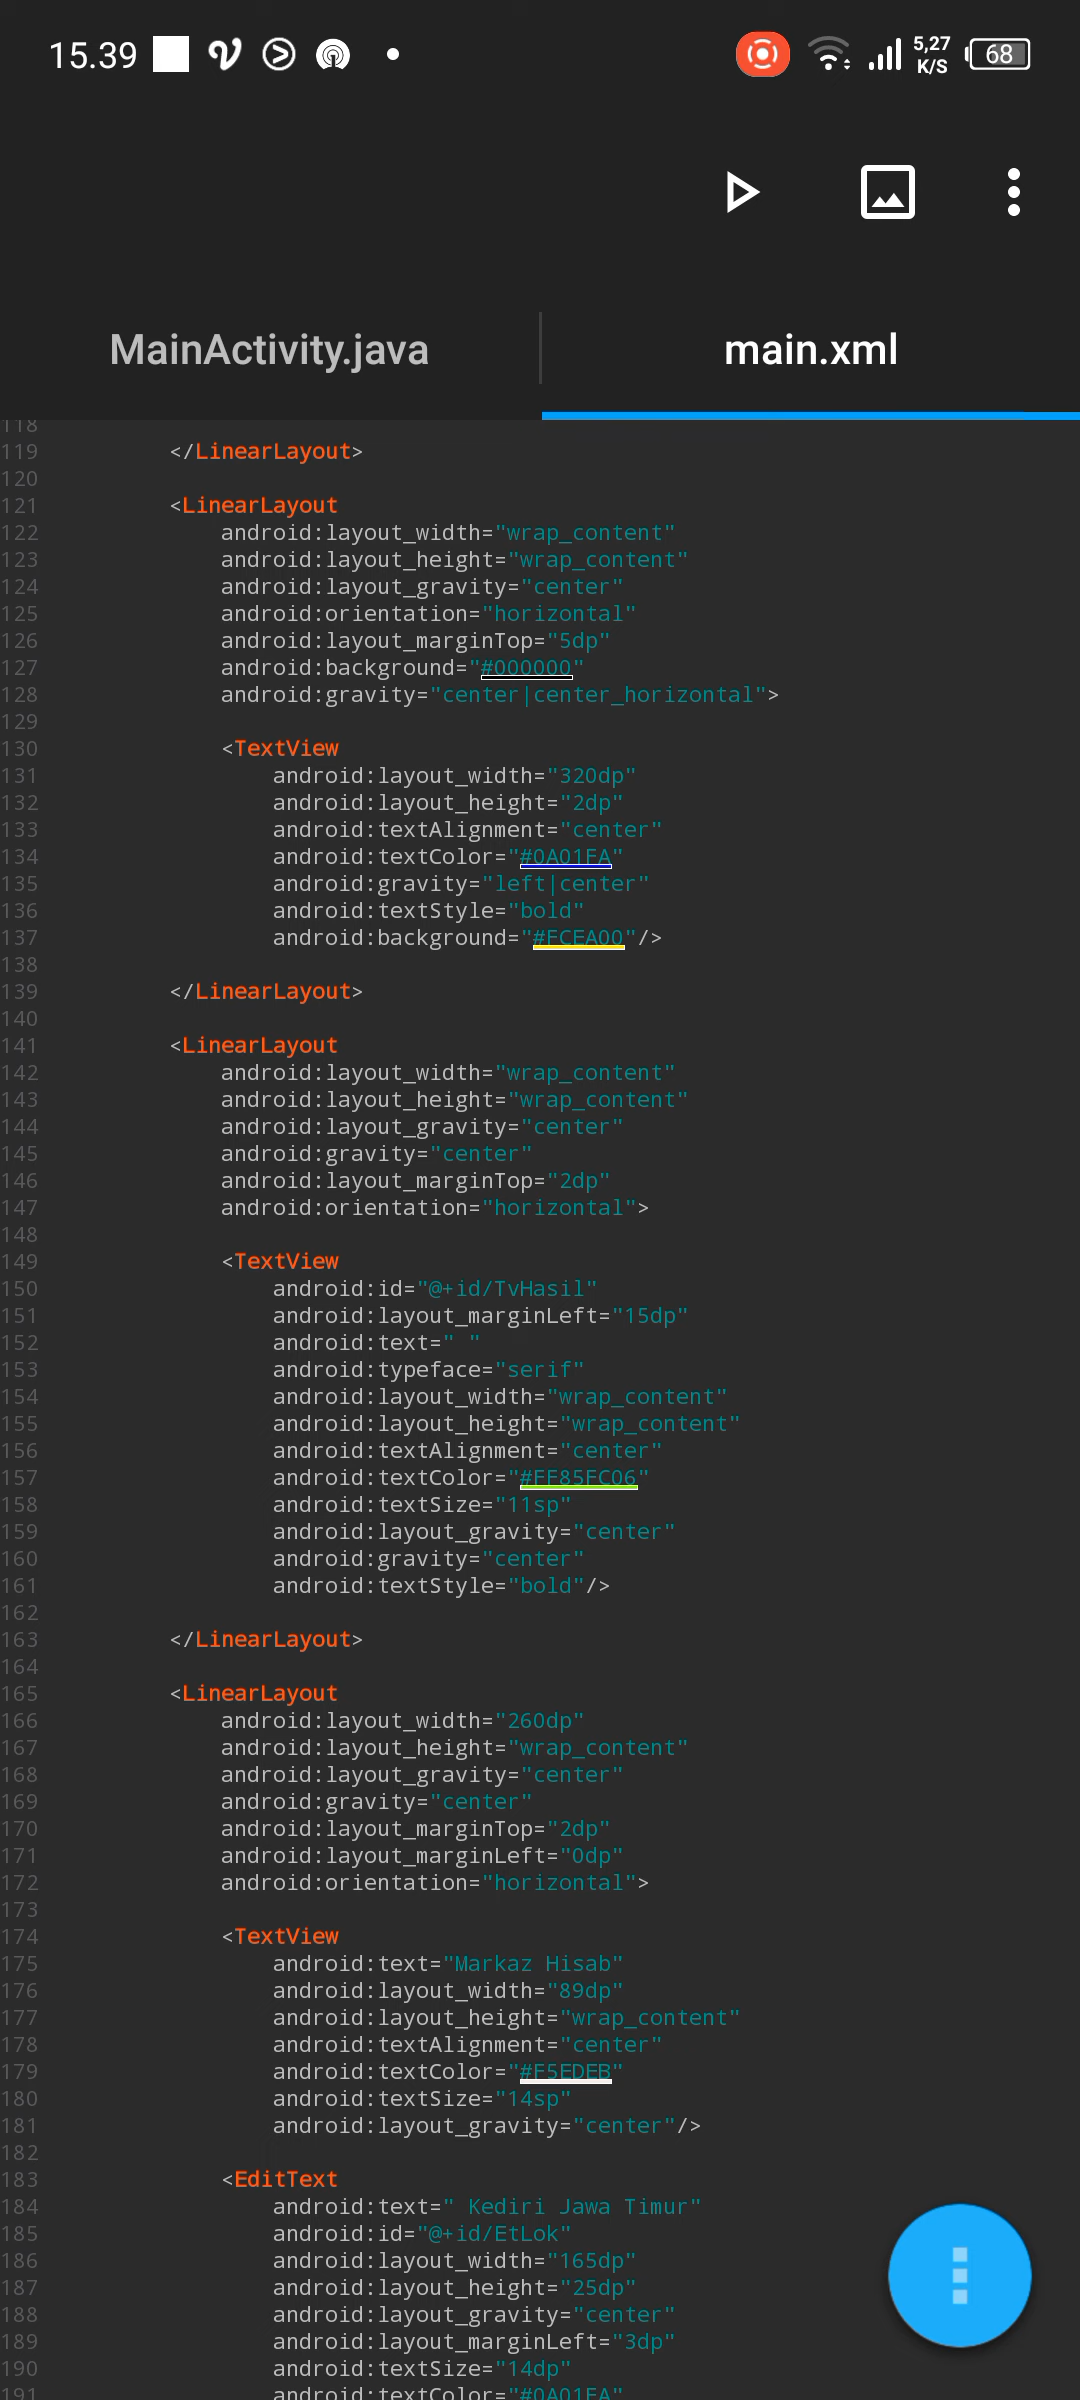 15.39
5,27
K/S
68
MainActivity.java
main.xml
118
119 </LinearLayout>
120
121 <LinearLayout
122 android:layout_width="wrap_content"
123 android:layout_height="wrap_content"
124 android:layout_gravity="center"
125 android:orientation="horizontal"
126 android:layout_marginTop="5dp"
127 android:background="#000000"
128 android:gravity="center|center_horizontal">
129
130 <TextView
131 android:layout_width="320dp"
132 android:layout_height="2dp"
133 android:textAlignment="center"
134 android:textColor="#0A01FA"
135 android:gravity="left|center"
136 android:textStyle="bold"
137 android:background="#FCEA00"/>
138
139 </LinearLayout>
140
141 <LinearLayout
142 android:layout_width="wrap_content"
143 android:layout_height="wrap_content"
144 android:layout_gravity="center"
145 android:gravity="center"
146 android:layout_marginTop="2dp"
147 android:orientation="horizontal">
148
149 <TextView
150 android:id="@+id/TvHasil"
151 android:layout_marginLeft="15dp"
152 android:text=" "
153 android:typeface="serif"
154 android:layout_width="wrap_content"
155 android:layout_height="wrap_content"
156 android:textAlignment="center"
157 android:textColor="#FF85FC06"
158 android:textSize="11sp"
159 android:layout_gravity="center"
160 android:gravity="center"
161 android:textStyle="bold"/>
162
163 </LinearLayout>
164
165 <LinearLayout
166 android:layout_width="260dp"
167 android:layout_height="wrap_content"
168 android:layout_gravity="center"
169 android:gravity="center"
170 android:layout_marginTop="2dp"
171 android:layout_marginLeft="0dp"
172 android:orientation="horizontal">
173
174 <TextView
175 android:text="Markaz Hisab"
176 android:layout_width="89dp"
177 android:layout_height="wrap_content"
178 android:textAlignment="center"
179 android:textColor="#F5EDEB"
180 android:textSize="14sp"
181 android:layout_gravity="center"/>
182
183 <EditText
184 android:text=" Kediri Jawa Timur"
185 android:id="@+id/EtLok"
186 android:layout_width="165dp"
187 android:layout_height="25dp"
188 android:layout_gravity="center"
189 android:layout_marginLeft="3dp"
190 android:textSize="14dp"
191 android:textColor="#0A01FA"